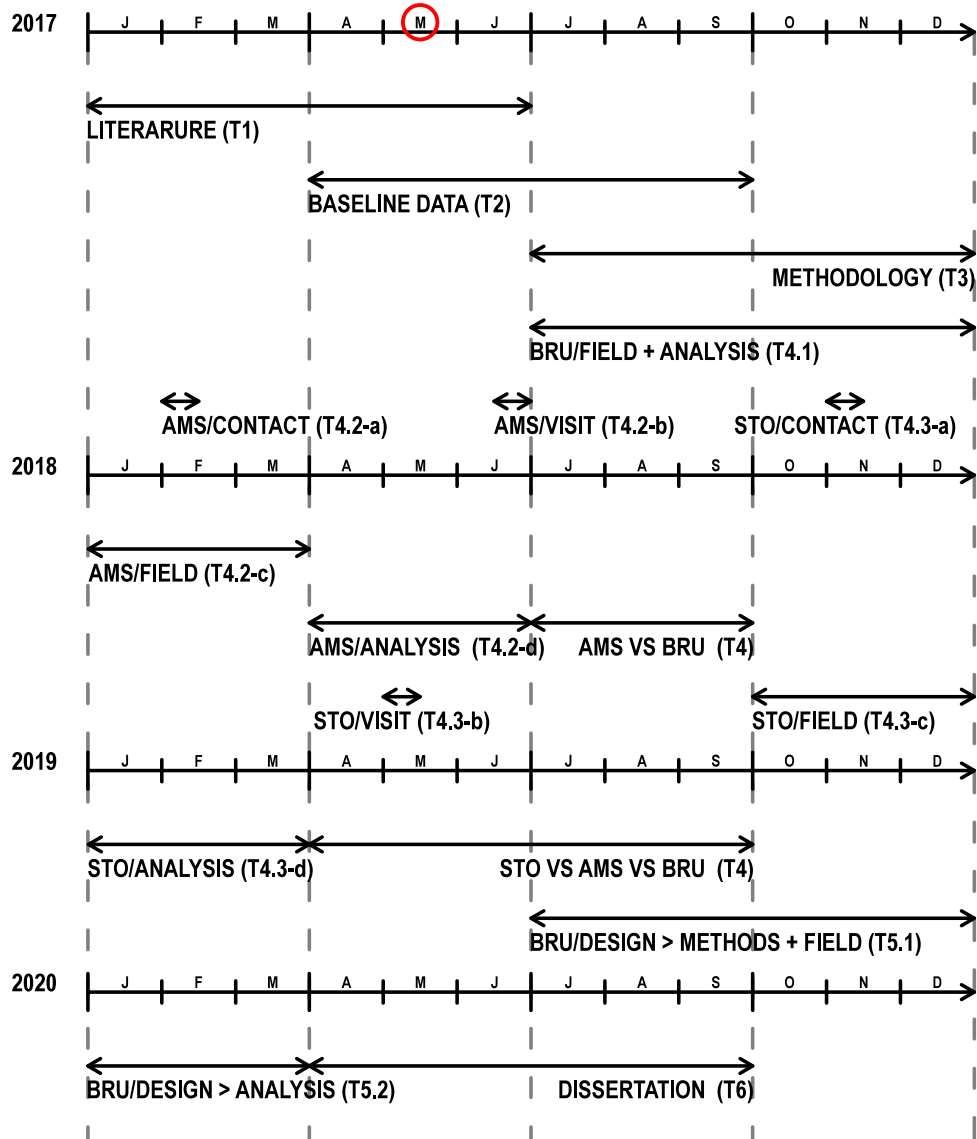 2017 J F M A M J J A S O N D
LITERARURE (T1)
BASELINE DATA (T2)
METHODOLOGY (T3)
BRU/FIELD + ANALYSIS (T4.1)
AMS/CONTACT (T4.2-a) AMS/VISIT (T4.2-b) STO/CONTACT (T4.3-a)
2018 J F M A M J J A S O N D
AMS/FIELD (T4.2-c)
AMS/ANALYSIS (T4.2-d) AMS VS BRU (T4)
STO/VISIT (T4.3-b) STO/FIELD (T4.3-c)
2019 J F M A M J J A S O N D
STO/ANALYSIS (T4.3-d) STO VS AMS VS BRU (T4)
BRU/DESIGN > METHODS + FIELD (T5.1)
2020 J F M A M J J A S O N D
BRU/DESIGN > ANALYSIS (T5.2) DISSERTATION (T6)